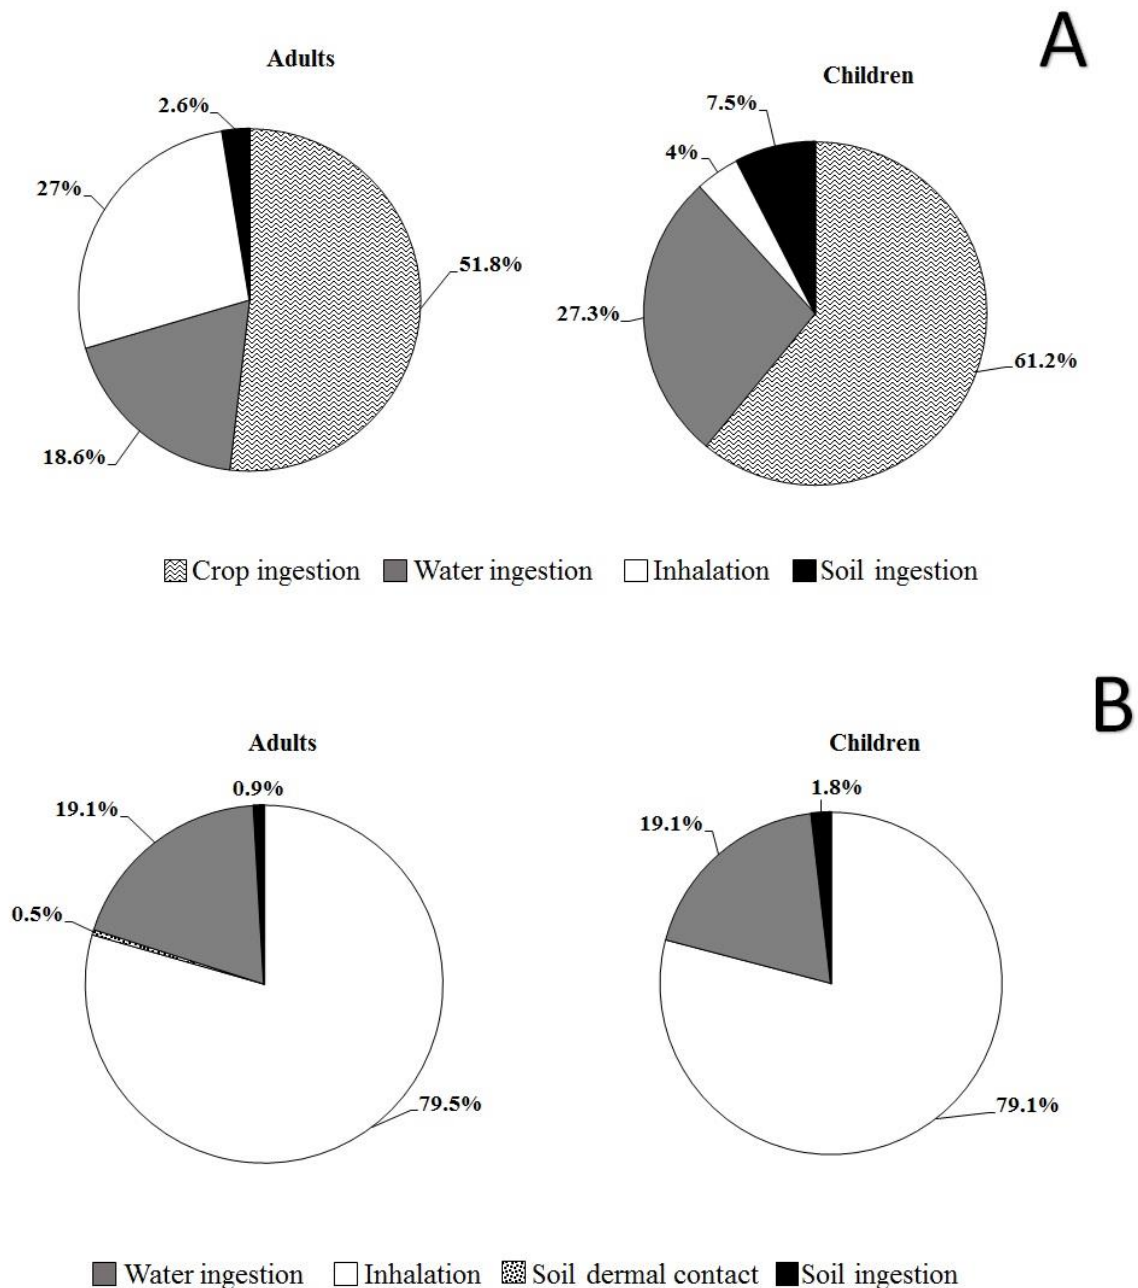 A
Adults
Children
2.6%
7.5%
4%
27%
51.8%
27.3%
61.2%
18.6%
Crop ingestion Water ingestion Inhalation Soil ingestion
B
Adults
Children
0.9%
1.8%
19.1%
19.1%
0.5%
79.5%
79.1%
Water ingestion Inhalation Soil dermal contact Soil ingestion